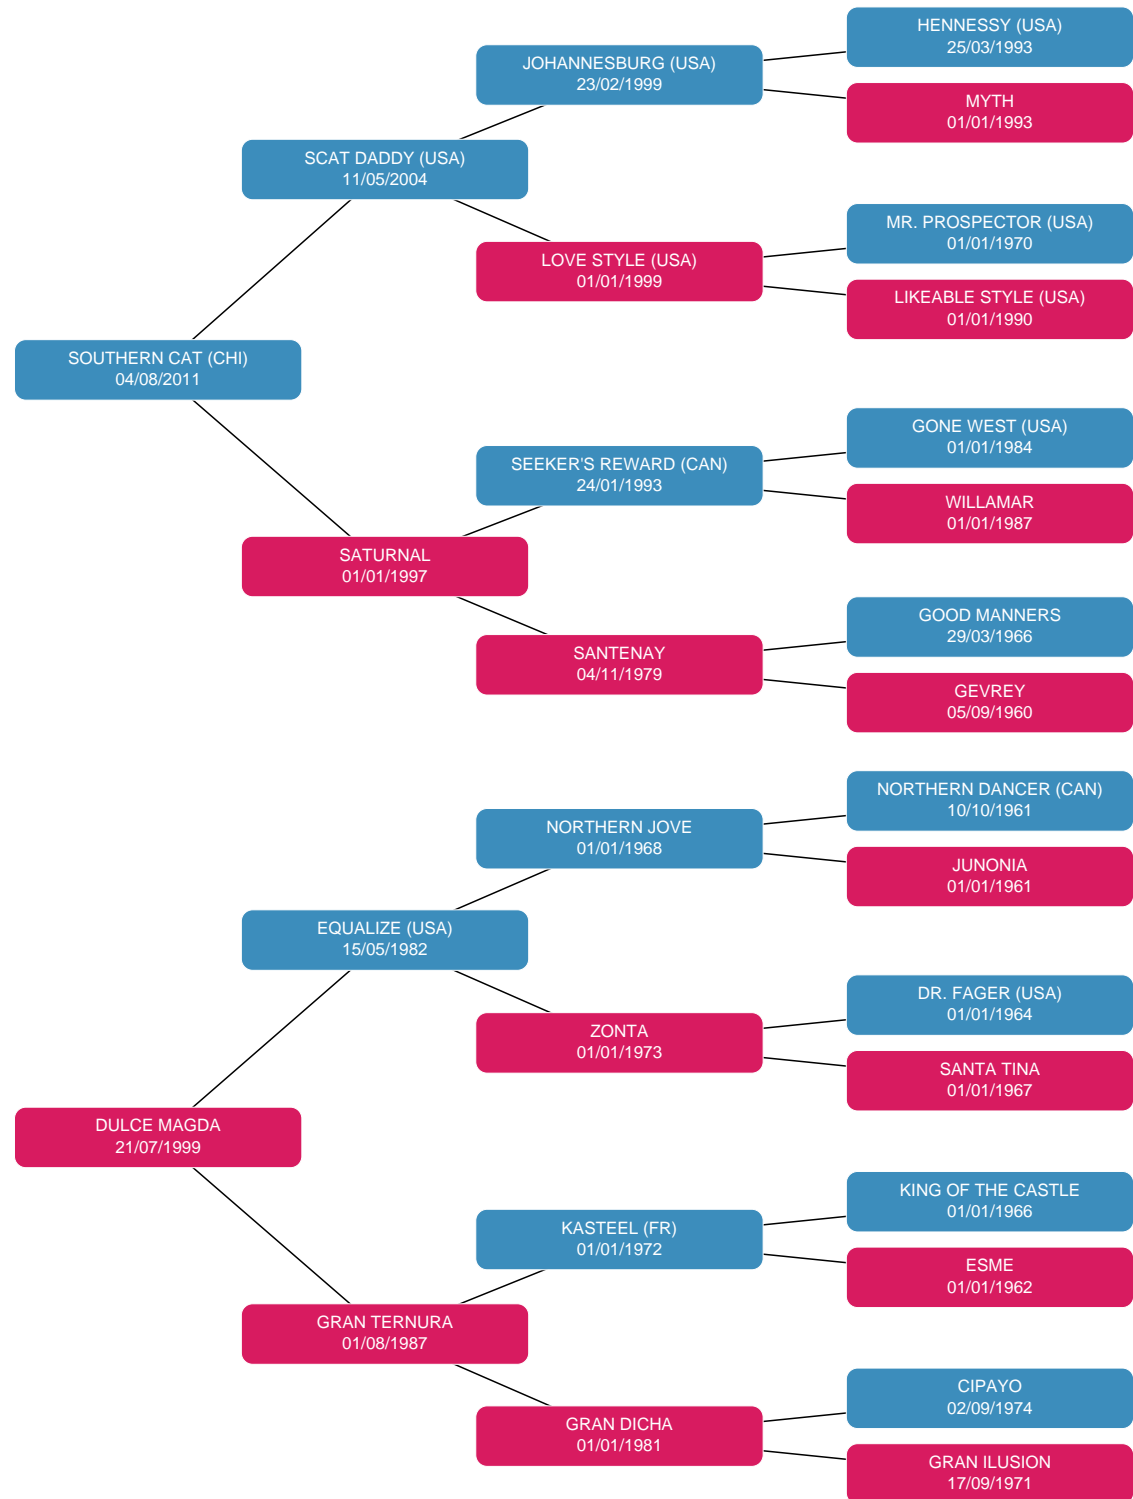 HENNESSY (USA)
25/03/1993
JOHANNESBURG (USA)
23/02/1999
MYTH
01/01/1993
SCAT DADDY (USA)
11/05/2004
MR. PROSPECTOR (USA)
01/01/1970
LOVE STYLE (USA)
01/01/1999
LIKEABLE STYLE (USA)
01/01/1990
SOUTHERN CAT (CHI)
04/08/2011
GONE WEST (USA)
01/01/1984
SEEKER'S REWARD (CAN)
24/01/1993
WILLAMAR
01/01/1987
SATURNAL
01/01/1997
GOOD MANNERS
29/03/1966
SANTENAY
04/11/1979
GEVREY
05/09/1960
NORTHERN DANCER (CAN)
10/10/1961
NORTHERN JOVE
01/01/1968
JUNONIA
01/01/1961
EQUALIZE (USA)
15/05/1982
DR. FAGER (USA)
01/01/1964
ZONTA
01/01/1973
SANTA TINA
01/01/1967
DULCE MAGDA
21/07/1999
KING OF THE CASTLE
01/01/1966
KASTEEL (FR)
01/01/1972
ESME
01/01/1962
GRAN TERNURA
01/08/1987
CIPAYO
02/09/1974
GRAN DICHA
01/01/1981
GRAN ILUSION
17/09/1971